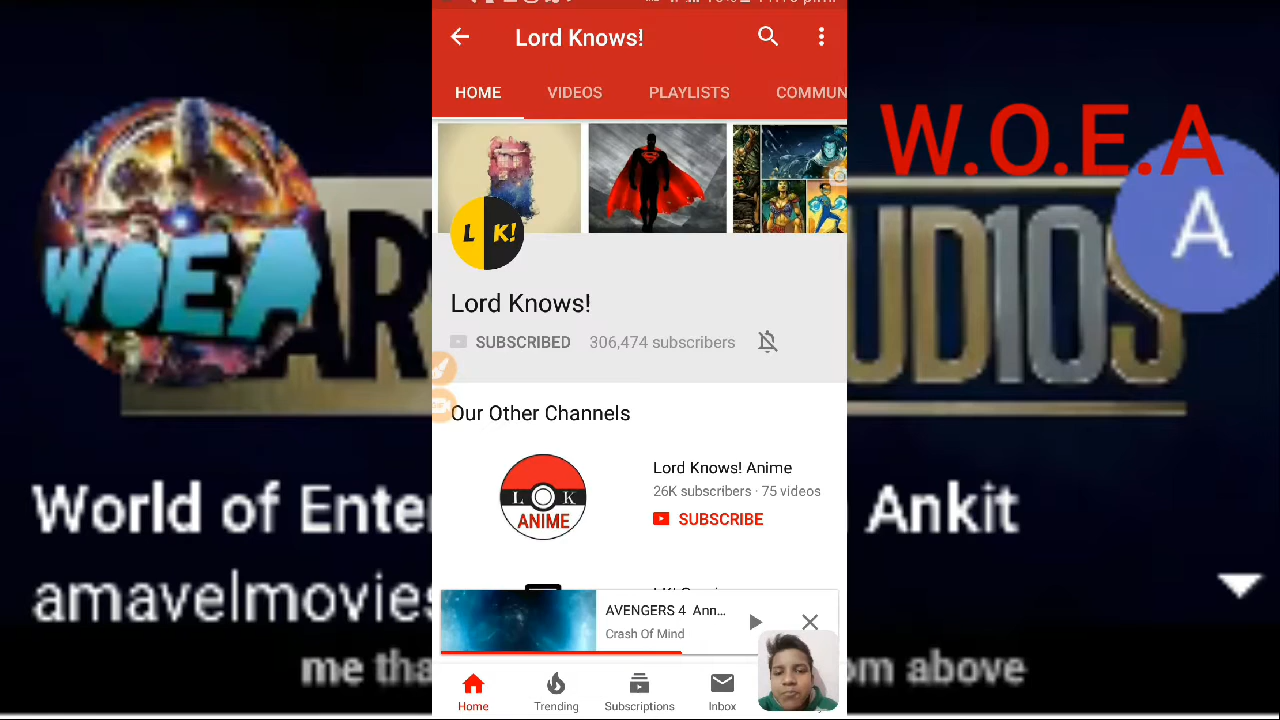 Lord Knows!
HOME VIDEOS PLAYLISTS COMMUN
W.O.E.A
A
L K!
WOEA
UD10S
Lord Knows!
SUBSCRIBED 306,474 subscribers
Our Other Channels
Lord Knows! Anime
26K subscribers · 75 videos
SUBSCRIBE
L K
ANIME
World of Enter
Ankit
amavelmovies
AVENGERS 4 Ann...
Crash Of Mind
me tha
om above
Home Trending Subscriptions Inbox